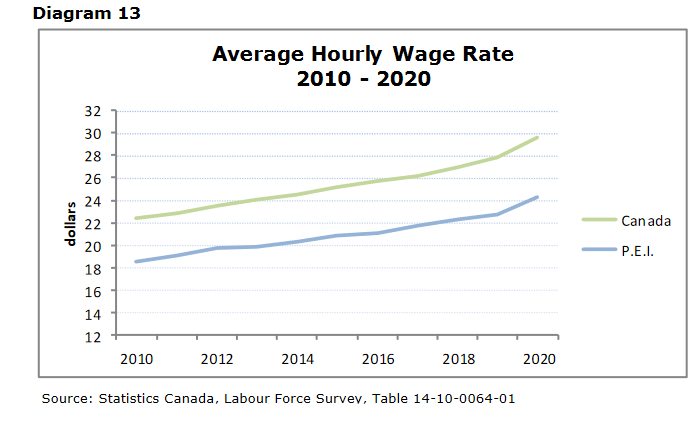 Diagram 13
Average Hourly Wage Rate
2010 - 2020
32
30
28
26
24
22
20
18
16
14
12
dollars
2010 2012 2014 2016 2018 2020
Canada
P.E.I.
Source: Statistics Canada, Labour Force Survey, Table 14-10-0064-01